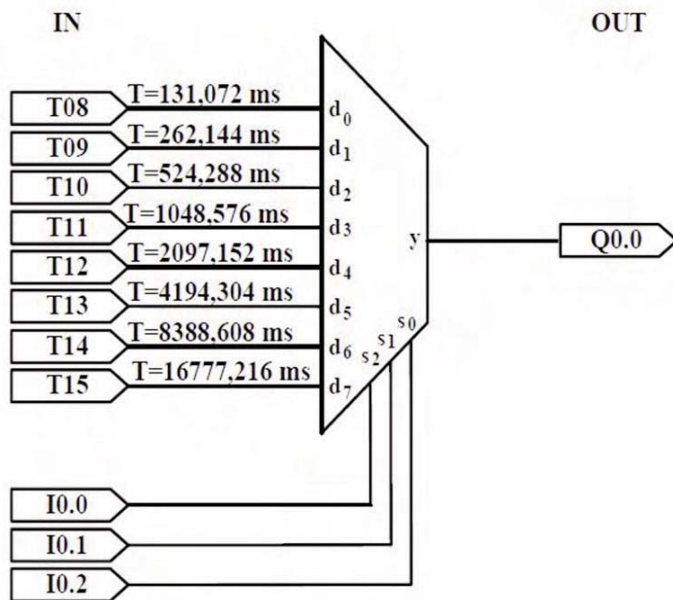 IN OUT
T08 T=131,072 ms d0
T09 T=262,144 ms d1
T10 T=524,288 ms d2
T11 T=1048,576 ms d3
T12 T=2097,152 ms d4
y Q0.0
T13 T=4194,304 ms d5
T14 T=8388,608 ms d6
T15 T=16777,216 ms d7
s2 s1 s0
I0.0
I0.1
I0.2